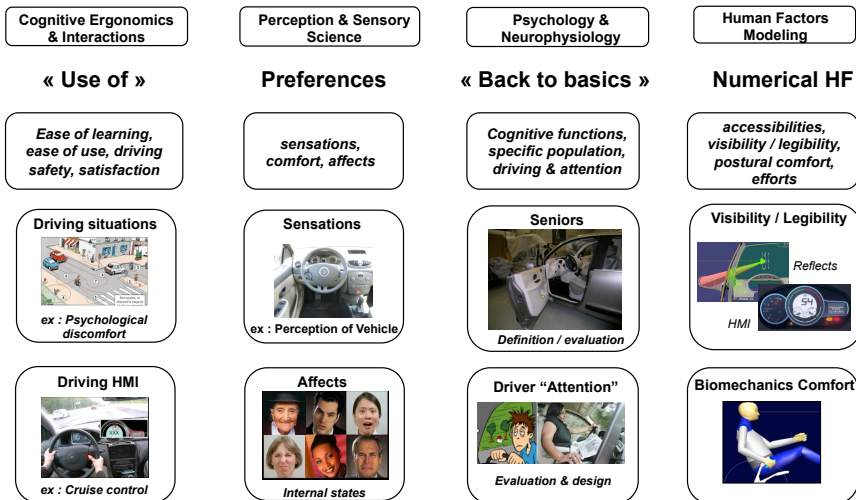 Cognitive Ergonomics
& Interactions
Perception & Sensory
Science
Psychology &
Neurophysiology
Human Factors
Modeling
« Use of »
Preferences
« Back to basics »
Numerical HF
Ease of learning,
ease of use, driving
safety, satisfaction
sensations,
comfort, affects
Cognitive functions,
specific population,
driving & attention
accessibilities,
visibility / legibility,
postural comfort,
efforts
Driving situations
ex : Psychological
discomfort
Sensations
ex : Perception of Vehicle
Seniors
Definition / evaluation
Visibility / Legibility
Reflects
54
HMI
Driving HMI
XXX
ex : Cruise control
Affects
Internal states
Driver “Attention”
Evaluation & design
Biomechanics Comfort